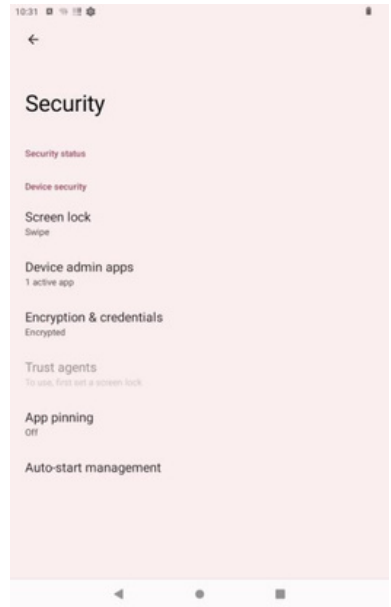 10:31
Security
Security status
Device security
Screen lock
Swipe
Device admin apps
1 active app
Encryption & credentials
Encrypted
Trust agents
To use, first set a screen lock
App pinning
Off
Auto-start management